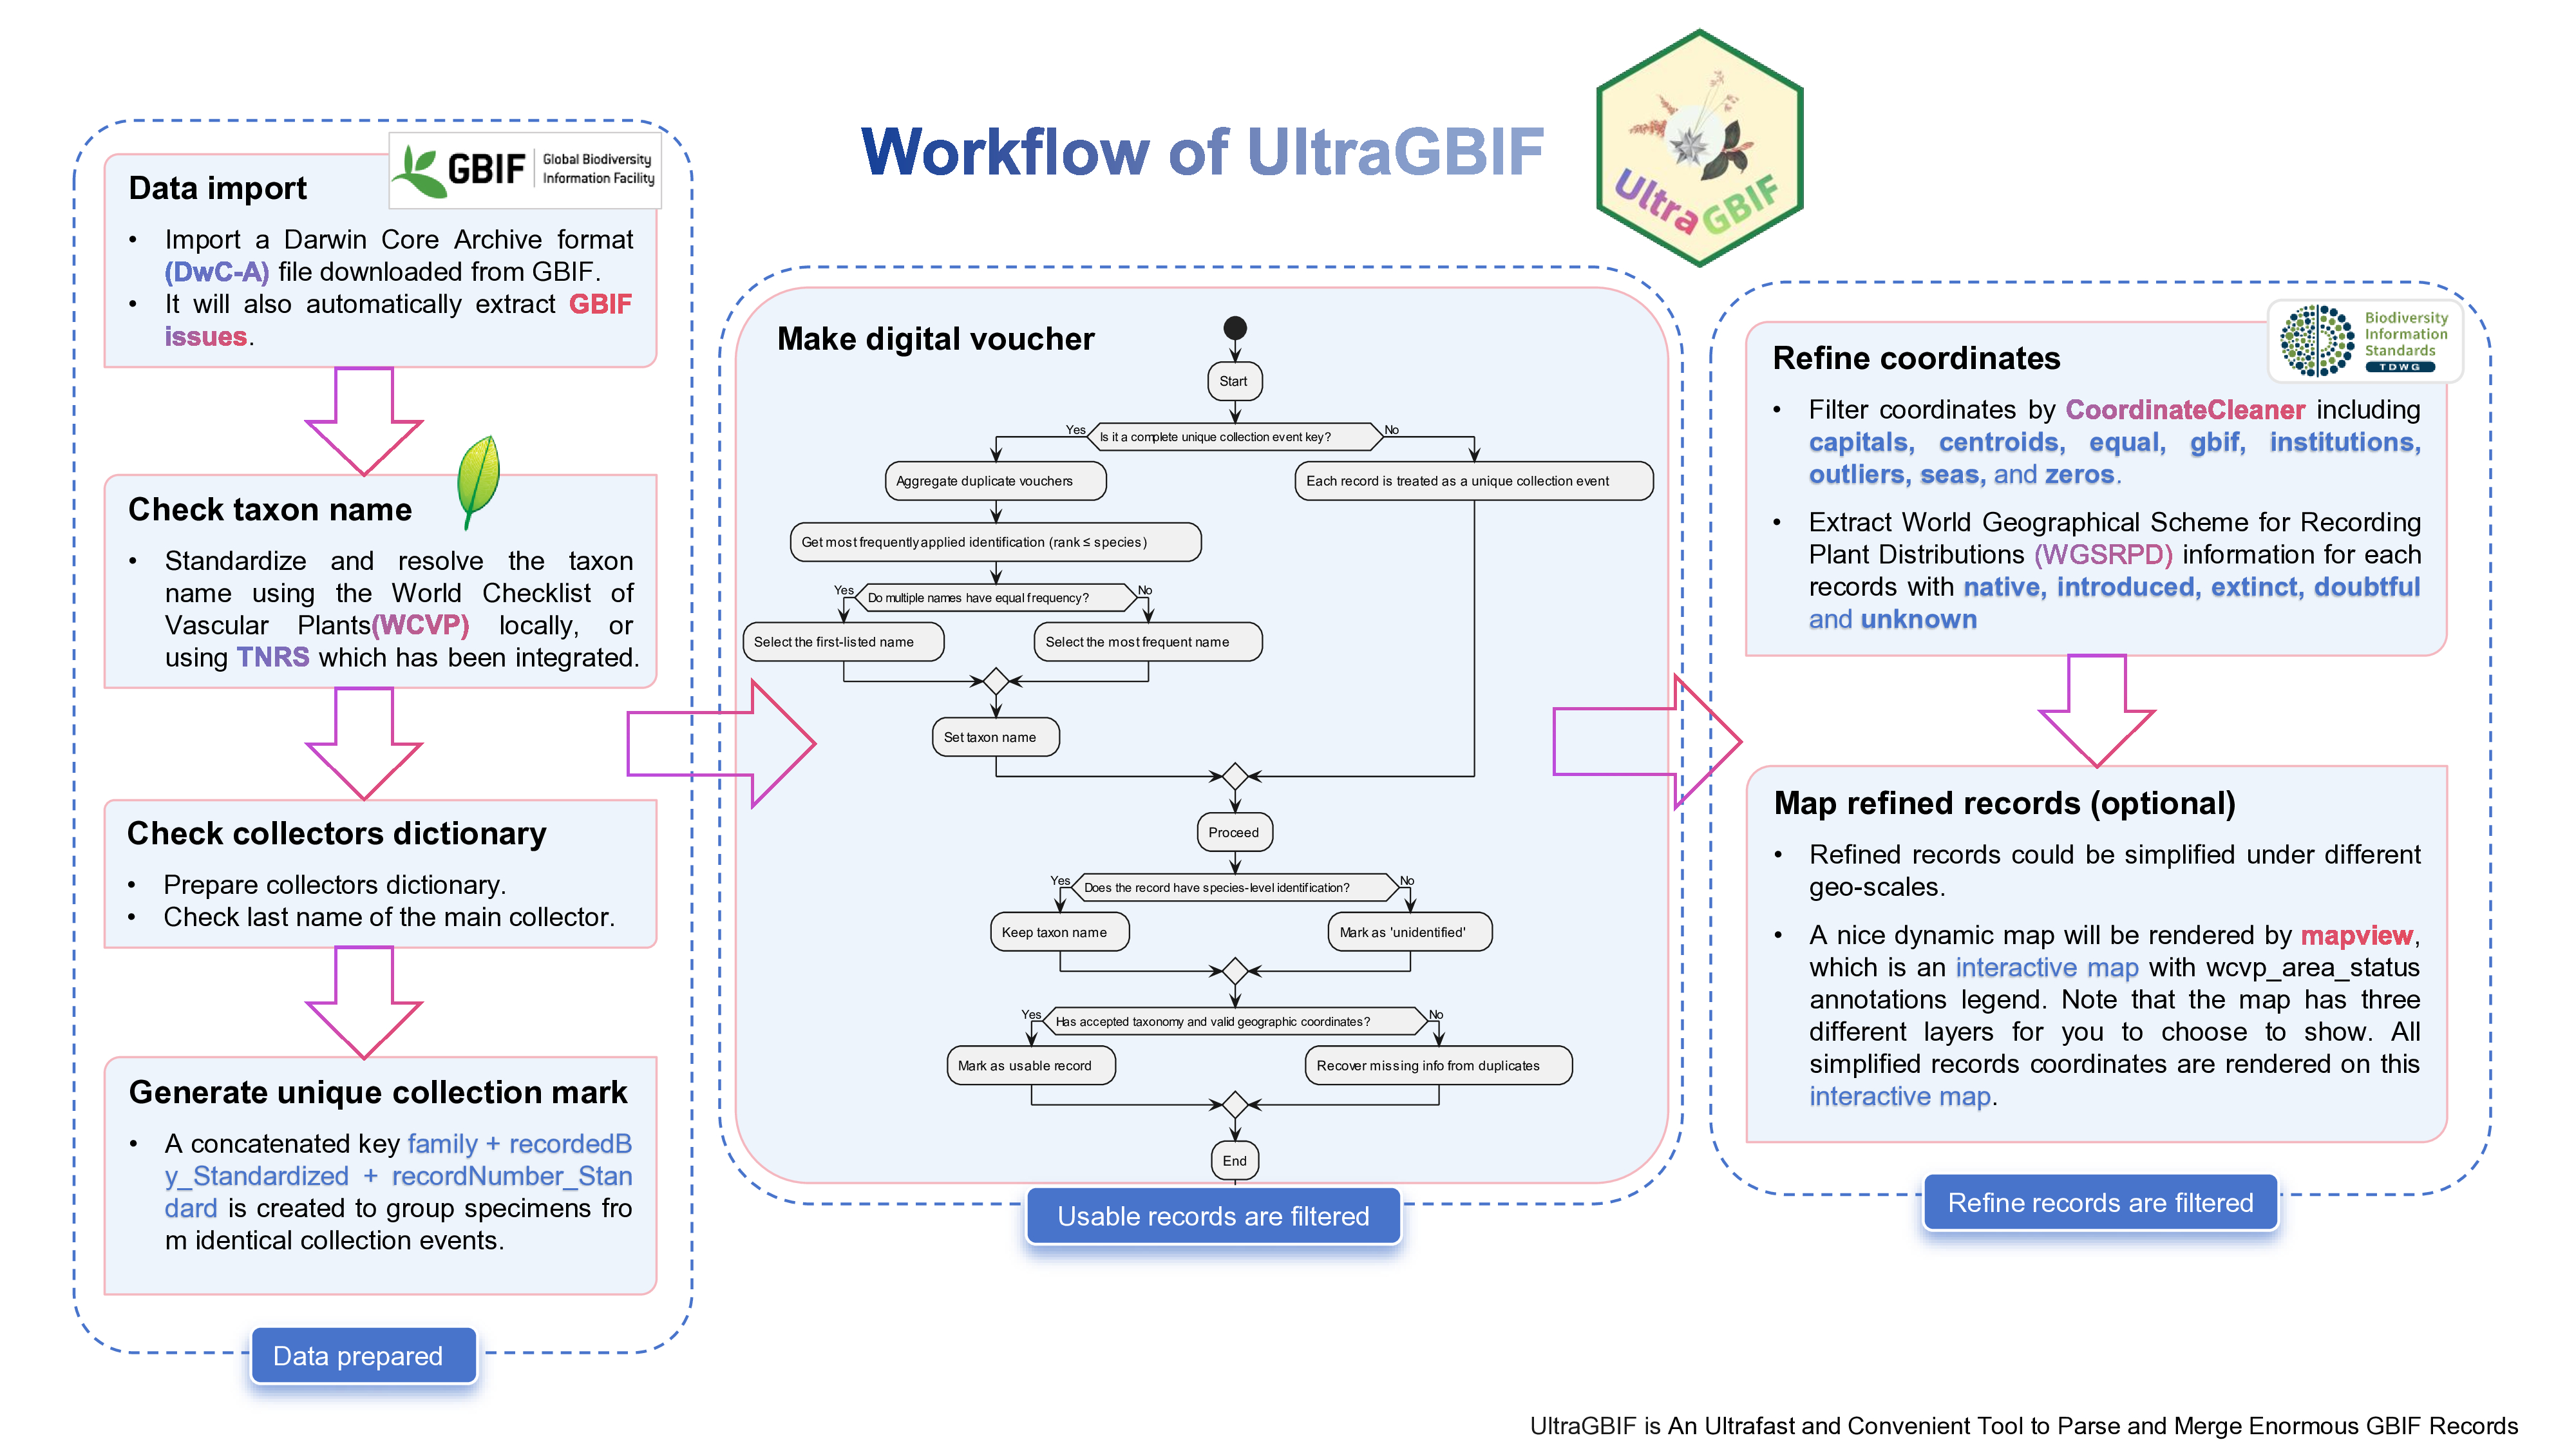 Workflow of UltraGBIF
UltraGBIF
GBIF
Global Biodiversity
Information Facility
Data import
• Import a Darwin Core Archive format
(DwC-A) file downloaded from GBIF.
• It will also automatically extract GBIF
issues.
Check taxon name
• Standardize and resolve the taxon
name using the World Checklist of
Vascular Plants(WCVP) locally, or
using TNRS which has been integrated.
Check collectors dictionary
• Prepare collectors dictionary.
• Check last name of the main collector.
Generate unique collection mark
• A concatenated key family + recordedB
y_Standardized + recordNumber_Stan
dard is created to group specimens fro
m identical collection events.
Data prepared
Make digital voucher
Start
Yes
Is it a complete unique collection event key?
No
Aggregate duplicate vouchers
Each record is treated as a unique collection event
Get most frequently applied identification (rank ≤ species)
Yes
Do multiple names have equal frequency?
No
Select the first-listed name
Select the most frequent name
Set taxon name
Proceed
Yes
Does the record have species-level identification?
No
Keep taxon name
Mark as 'unidentified'
Yes
Has accepted taxonomy and valid geographic coordinates?
No
Mark as usable record
Recover missing info from duplicates
End
Usable records are filtered
Biodiversity
Information
Standards
TDWG
Refine coordinates
• Filter coordinates by CoordinateCleaner including
capitals, centroids, equal, gbif, institutions,
outliers, seas, and zeros.
• Extract World Geographical Scheme for Recording
Plant Distributions (WGSRPD) information for each
records with native, introduced, extinct, doubtful
and unknown
Map refined records (optional)
• Refined records could be simplified under different
geo-scales.
• A nice dynamic map will be rendered by mapview,
which is an interactive map with wcvp_area_status
annotations legend. Note that the map has three
different layers for you to choose to show. All
simplified records coordinates are rendered on this
interactive map.
Refine records are filtered
UltraGBIF is An Ultrafast and Convenient Tool to Parse and Merge Enormous GBIF Records